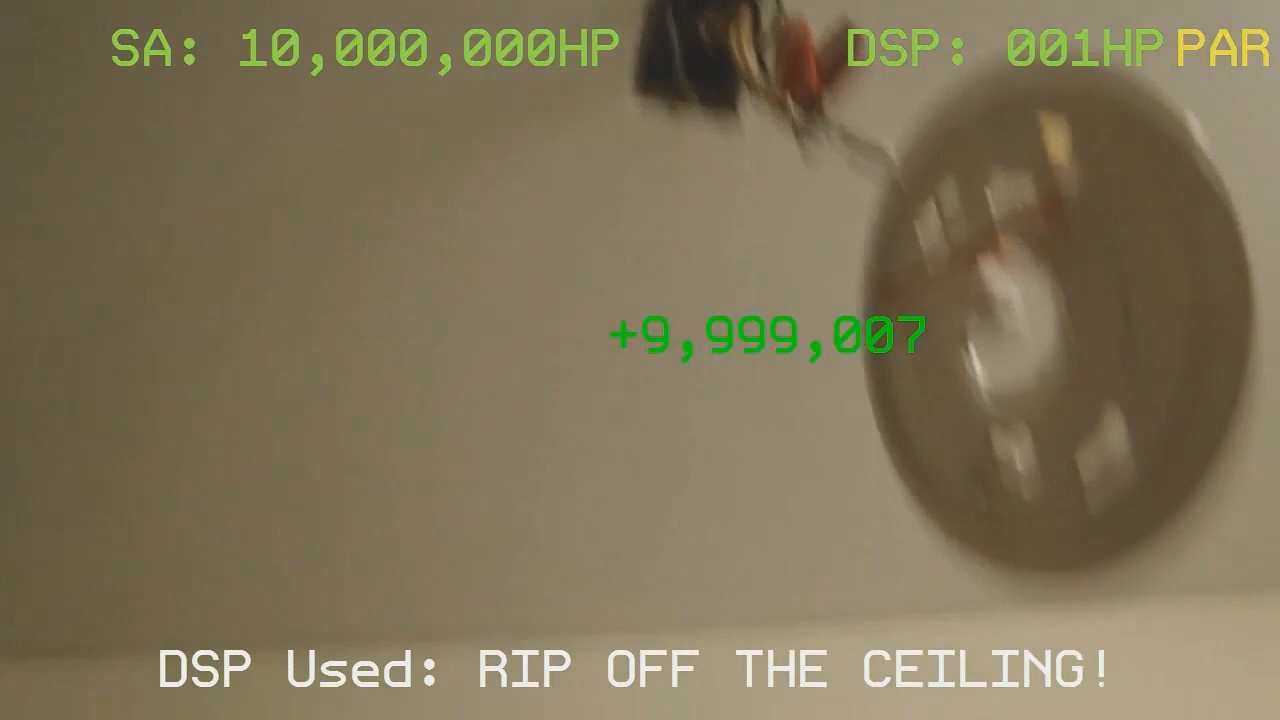 SA: 10,000,000HP DSP: 001HP PAR
+9,999,007
DSP Used: RIP OFF THE CEILING!